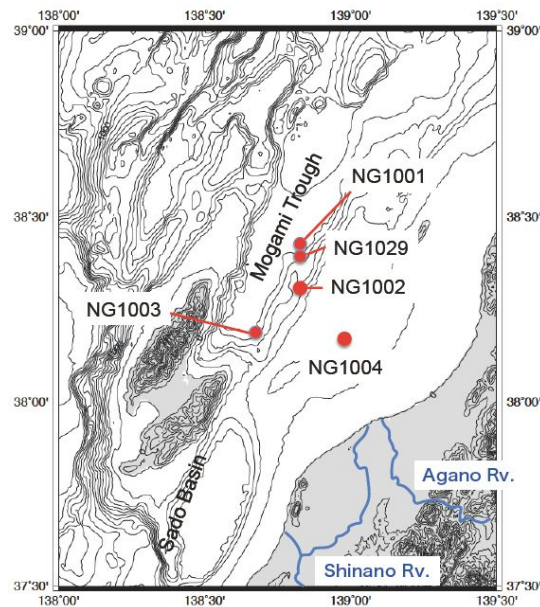 138°00' 138°30' 139°00' 139°30'
39°00' 39°00'
NG1001
Mogami Trough
38°30' 38°30'
NG1029
NG1002
NG1003
NG1004
38°00' 38°00'
Sado Basin
Agano Rv.
Shinano Rv.
37°30' 37°30'
138°00' 138°30' 139°00' 139°30'